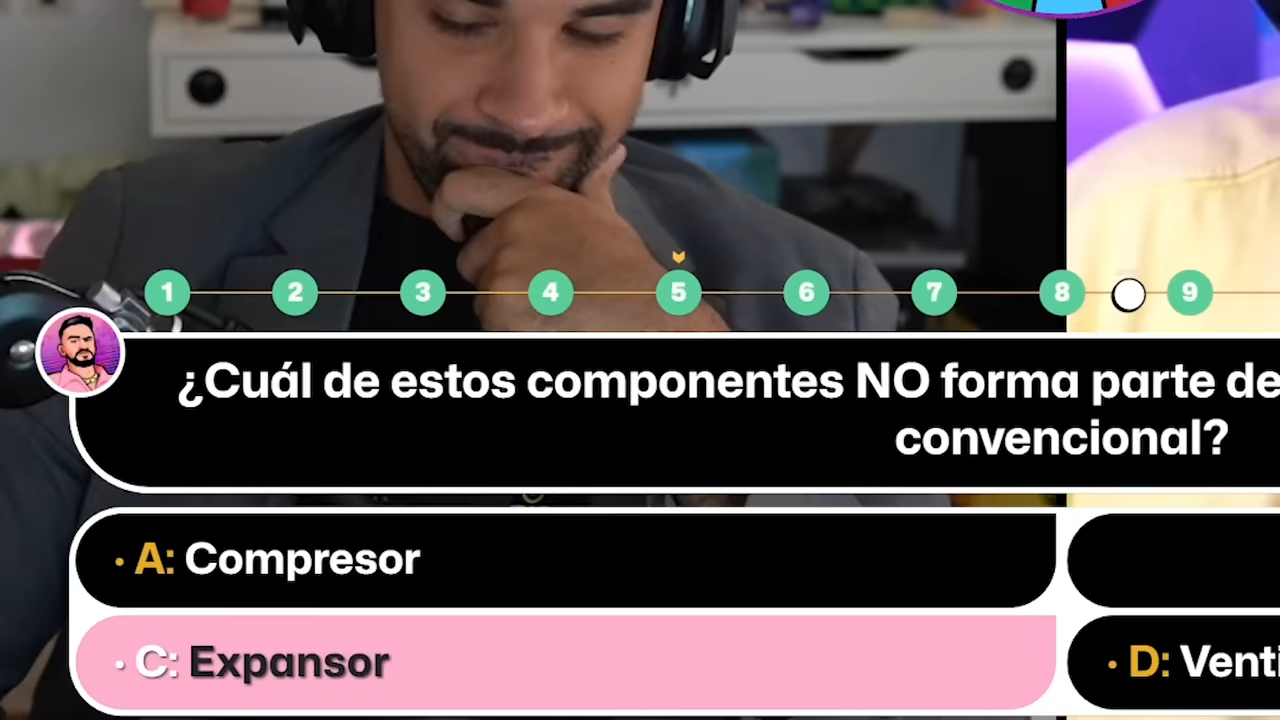 1 2 3 4 5 6 7 8 9
¿Cuál de estos componentes NO forma parte de
convencional?
· A: Compresor
· C: Expansor
· D: Venti